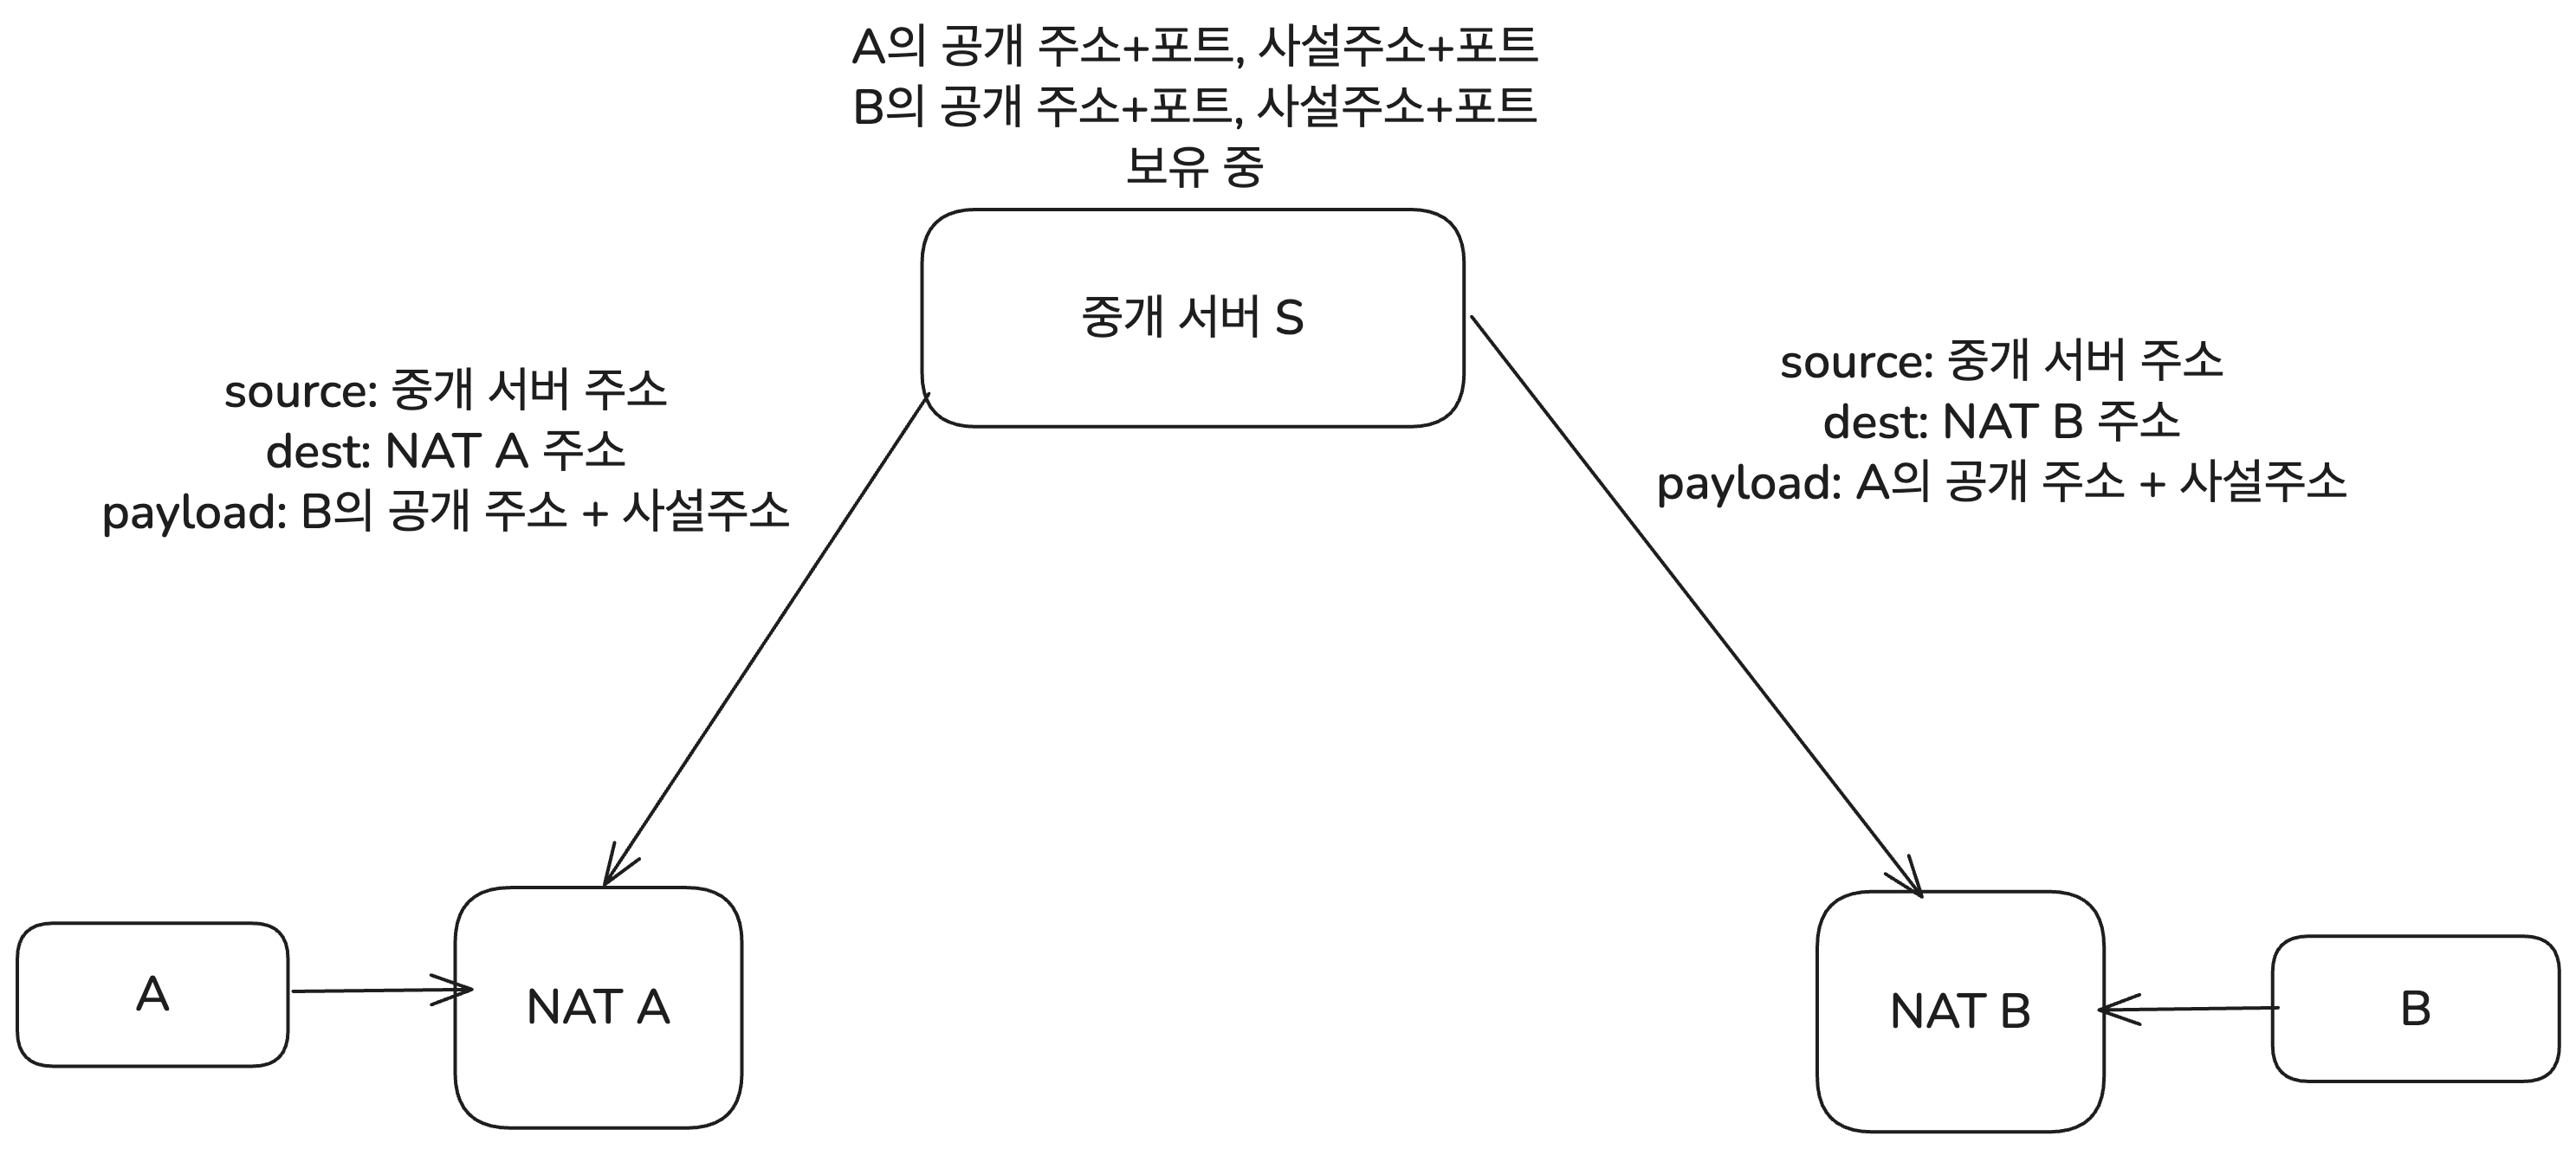 A의 공개 주소+포트, 사설주소+포트
B의 공개 주소+포트, 사설주소+포트
보유 중
중개 서버 S
source: 중개 서버 주소
dest: NAT A 주소
payload: B의 공개 주소 + 사설주소
source: 중개 서버 주소
dest: NAT B 주소
payload: A의 공개 주소 + 사설주소
A
NAT A
NAT B
B